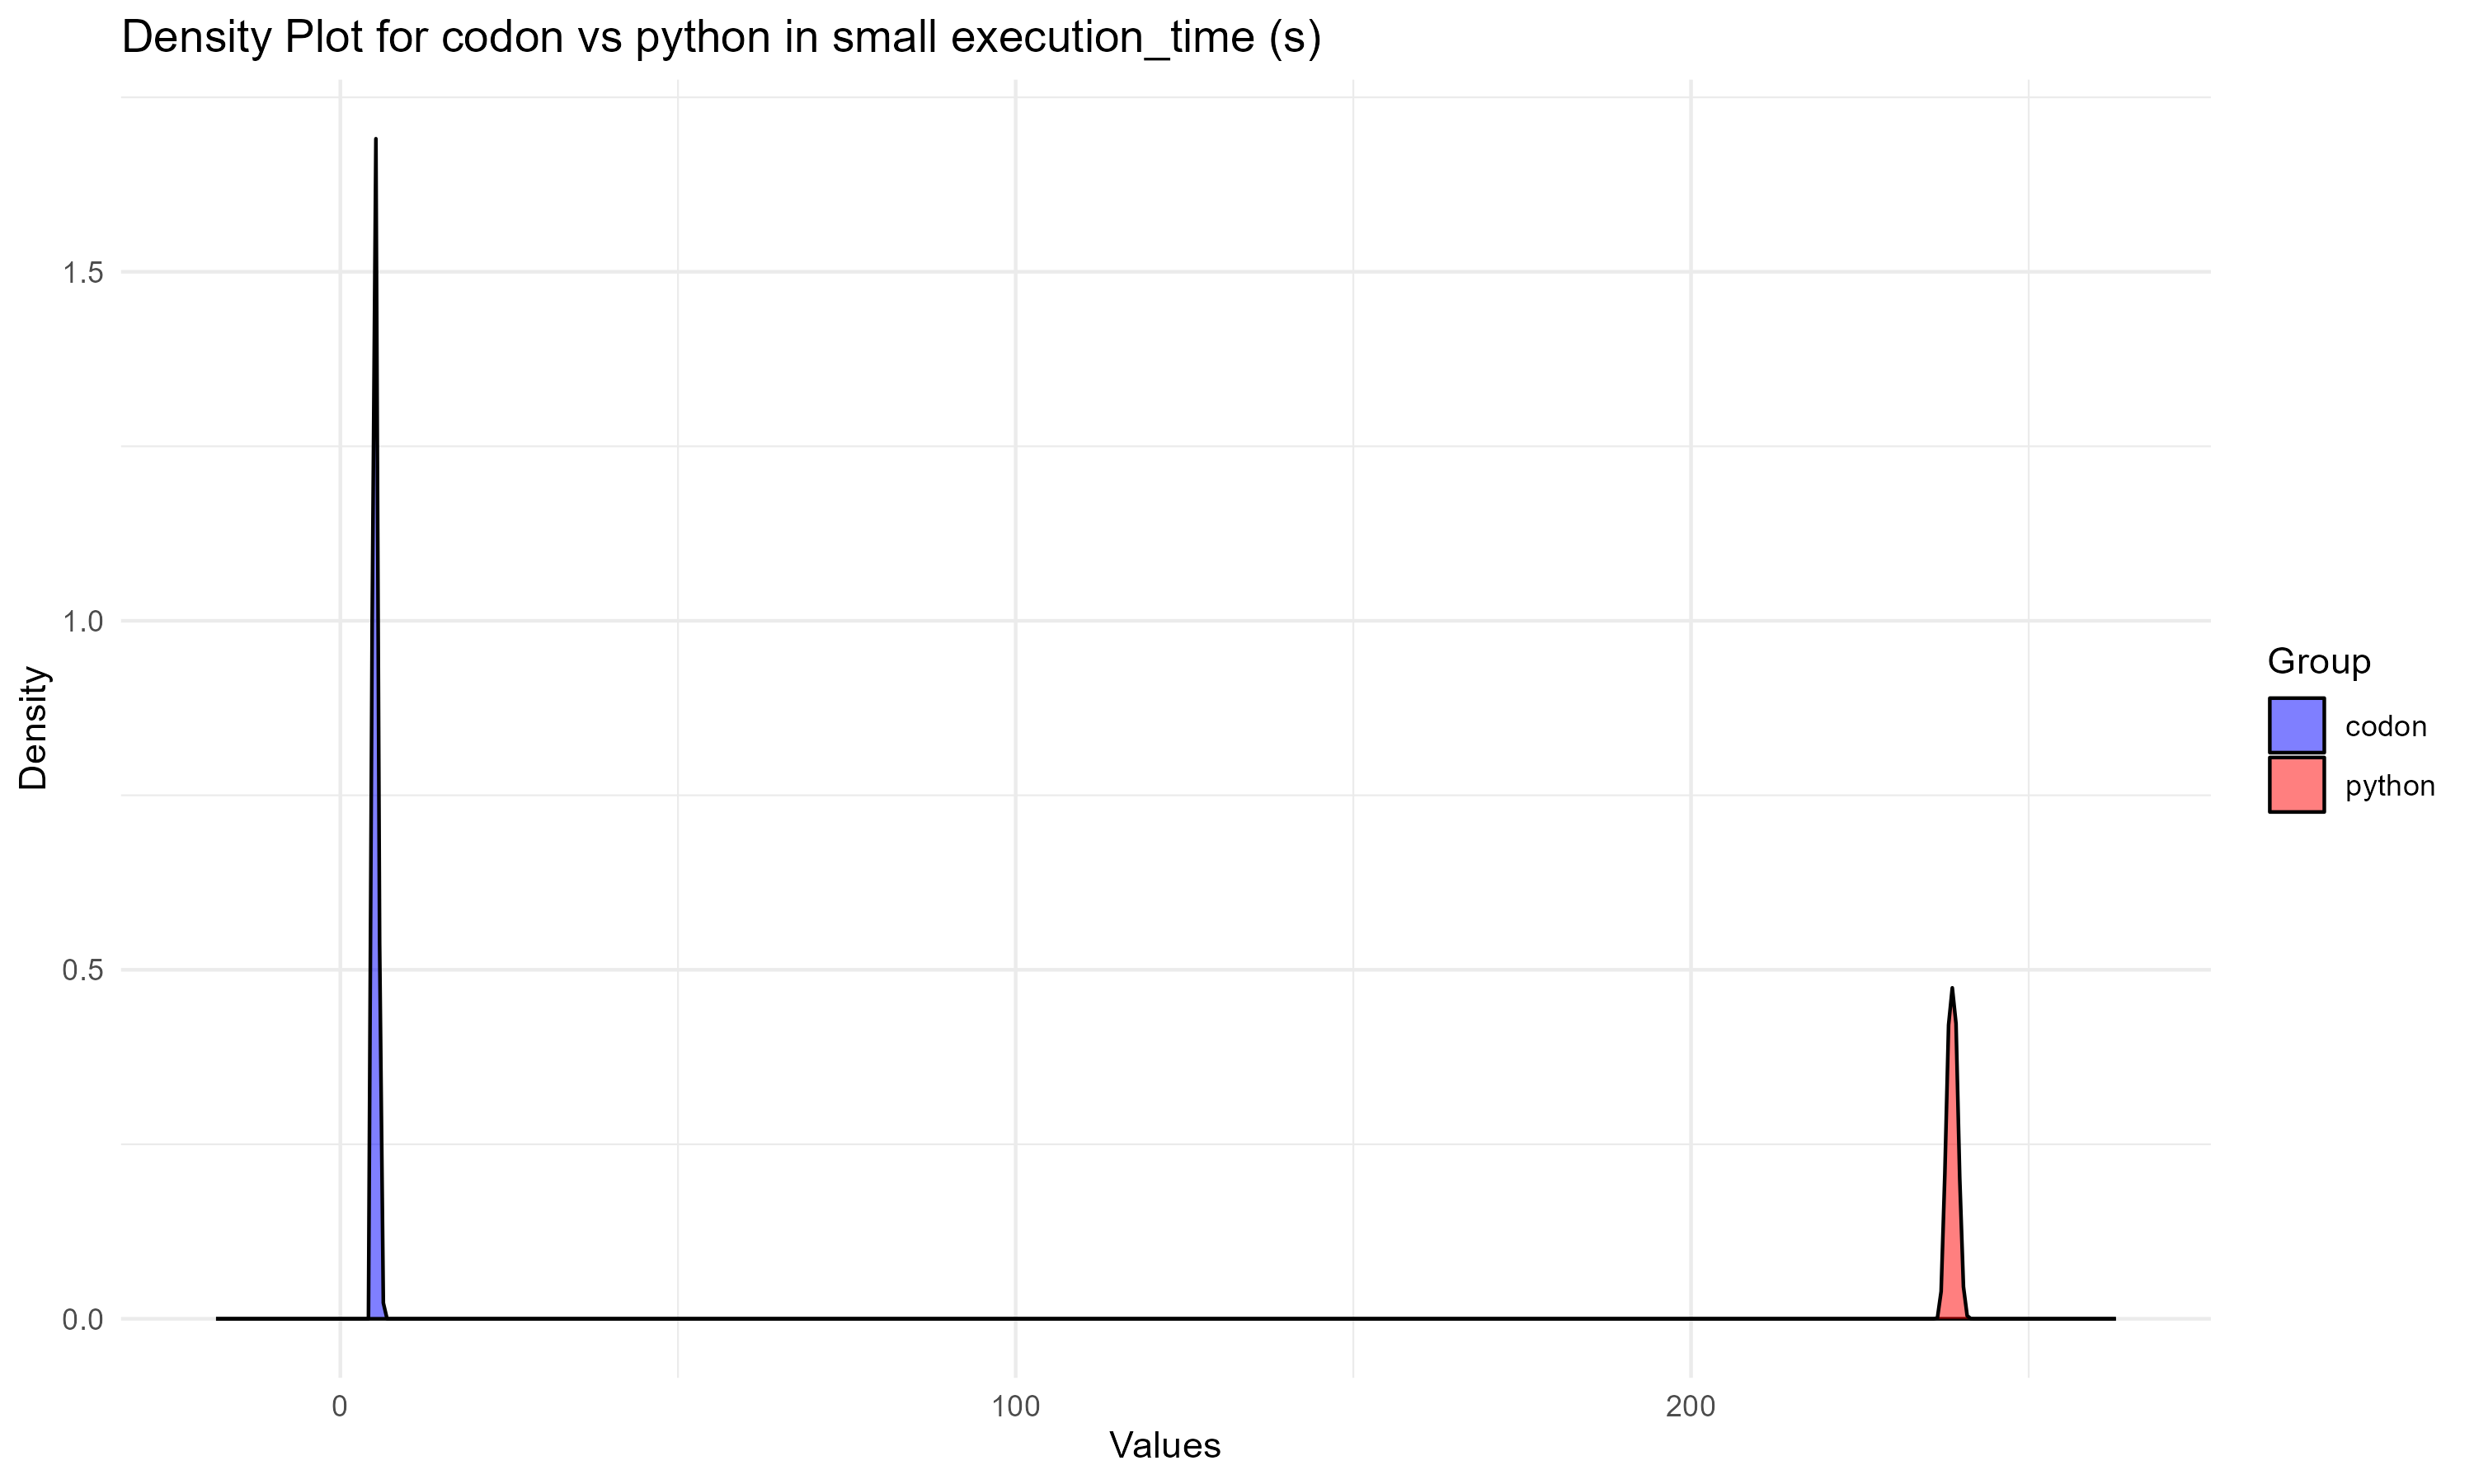 Density Plot for codon vs python in small execution_time (s)
1.5
1.0
0.5
0.0
Density
0
100
200
Values
Group
codon
python